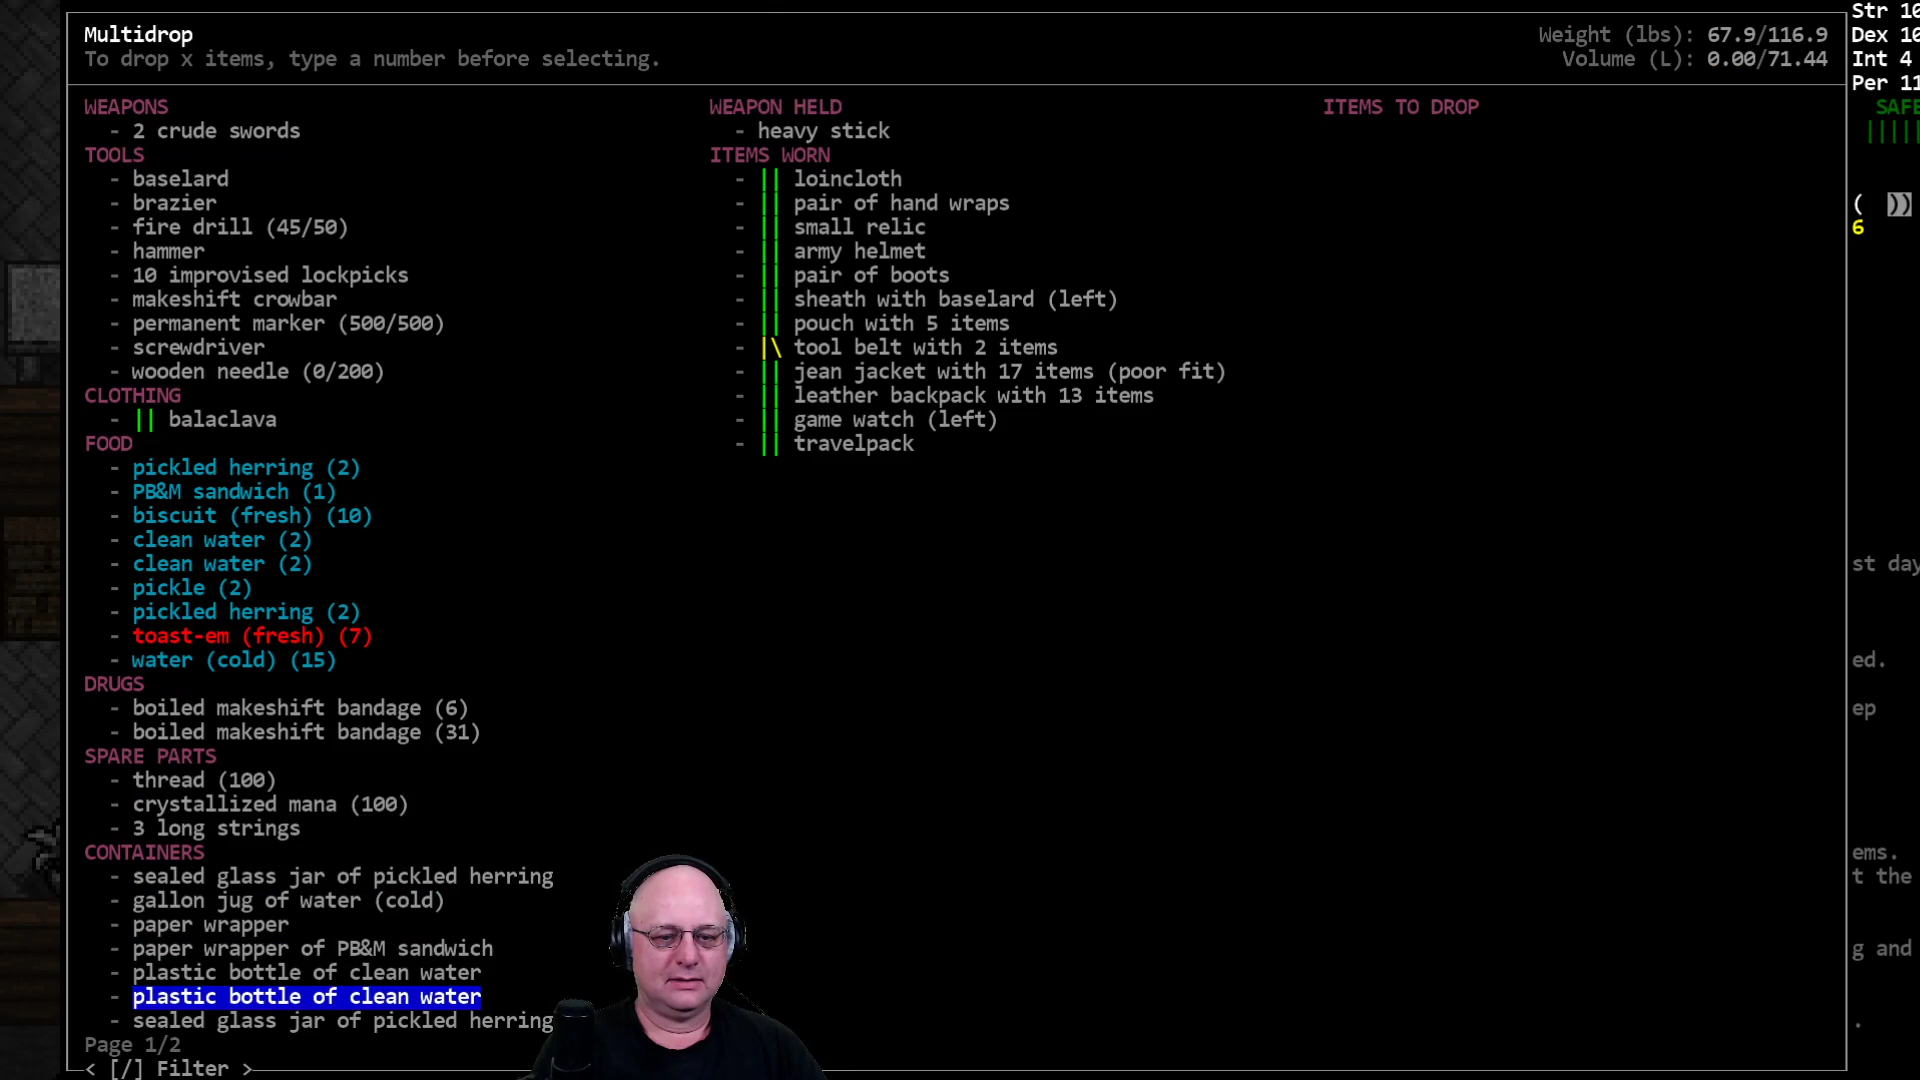 Multidrop
To drop x items, type a number before selecting.
Weight (lbs): 67.9/116.9
Volume (L): 0.00/71.44
WEAPONS
- 2 crude swords
TOOLS
- baselard
- brazier
- fire drill (45/50)
- hammer
- 10 improvised lockpicks
- makeshift crowbar
- permanent marker (500/500)
- screwdriver
- wooden needle (0/200)
CLOTHING
- || balaclava
FOOD
- pickled herring (2)
- PB&M sandwich (1)
- biscuit (fresh) (10)
- clean water (2)
- clean water (2)
- pickle (2)
- pickled herring (2)
- toast-em (fresh) (7)
- water (cold) (15)
DRUGS
- boiled makeshift bandage (6)
- boiled makeshift bandage (31)
SPARE PARTS
- thread (100)
- crystallized mana (100)
- 3 long strings
CONTAINERS
- sealed glass jar of pickled herring
- gallon jug of water (cold)
- paper wrapper
- paper wrapper of PB&M sandwich
- plastic bottle of clean water
- plastic bottle of clean water
- sealed glass jar of pickled herring
Page 1/2
< [/] Filter >
WEAPON HELD
- heavy stick
ITEMS WORN
- || loincloth
- || pair of hand wraps
- || small relic
- || army helmet
- || pair of boots
- || sheath with baselard (left)
- || pouch with 5 items
- |\ tool belt with 2 items
- || jean jacket with 17 items (poor fit)
- || leather backpack with 13 items
- || game watch (left)
- || travelpack
ITEMS TO DROP
Str 10
Dex 10
Int 4
Per 11
SAFE
|||||
( ))
6
st day
ed.
ep
ems.
t the
g and
.